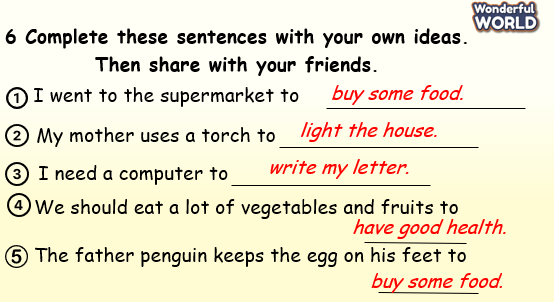 Wonderful
WORLD
6 Complete these sentences with your own ideas.
Then share with your friends.
1 I went to the supermarket to buy some food.
2 My mother uses a torch to light the house.
3 I need a computer to write my letter.
4 We should eat a lot of vegetables and fruits to
have good health.
5 The father penguin keeps the egg on his feet to
buy some food.